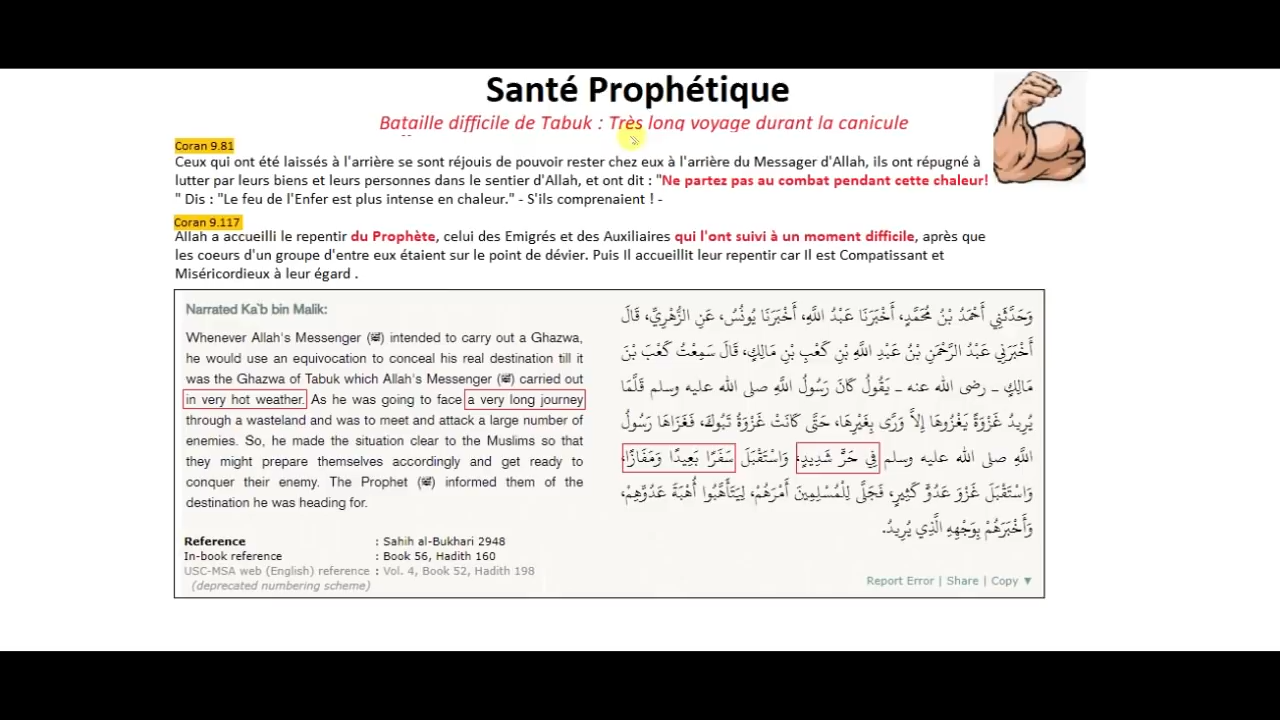 Santé Prophétique
Bataille difficile de Tabuk : Très long voyage durant la canicule
Coran 9.81
Ceux qui ont été laissés à l'arrière se sont réjouis de pouvoir rester chez eux à l'arrière du Messager d'Allah, ils ont répugné à
lutter par leurs biens et leurs personnes dans le sentier d'Allah, et ont dit : "Ne partez pas au combat pendant cette chaleur!
" Dis : "Le feu de l'Enfer est plus intense en chaleur." - S'ils comprenaient ! -
Coran 9.117
Allah a accueilli le repentir du Prophète, celui des Emigrés et des Auxiliaires qui l'ont suivi à un moment difficile, après que
les coeurs d'un groupe d'entre eux étaient sur le point de dévier. Puis Il accueillit leur repentir car Il est Compatissant et
Miséricordieux à leur égard .
Narrated Ka`b bin Malik:
Whenever Allah's Messenger (ﷺ) intended to carry out a Ghazwa,
he would use an equivocation to conceal his real destination till it
was the Ghazwa of Tabuk which Allah's Messenger (ﷺ) carried out
in very hot weather. As he was going to face a very long journey
through a wasteland and was to meet and attack a large number of
enemies. So, he made the situation clear to the Muslims so that
they might prepare themselves accordingly and get ready to
conquer their enemy. The Prophet (ﷺ) informed them of the
destination he was heading for.
وَحَدَّثَنِي أَحْمَدُ بْنُ مُحَمَّدٍ، أَخْبَرَنَا عَبْدُ اللَّهِ، أَخْبَرَنَا يُونُسُ، عَنِ الزُّهْرِيِّ، قَالَ
أَخْبَرَنِي عَبْدُ الرَّحْمَنِ بْنُ عَبْدِ اللَّهِ بْنِ كَعْبِ بْنِ مَالِكٍ، قَالَ سَمِعْتُ كَعْبَ بْنَ
مَالِكٍ ـ رضى الله عنه ـ يَقُولُ كَانَ رَسُولُ اللَّهِ صلى الله عليه وسلم قَلَّمَا
يُرِيدُ غَزْوَةً يَغْزُوهَا إِلاَّ وَرَّى بِغَيْرِهَا، حَتَّى كَانَتْ غَزْوَةُ تَبُوكَ، فَغَزَاهَا رَسُولُ
اللَّهِ صلى الله عليه وسلم فِي حَرٍّ شَدِيدٍ، وَاسْتَقْبَلَ سَفَرًا بَعِيدًا وَمَفَازًا،
وَاسْتَقْبَلَ غَزْوَ عَدُوٍّ كَثِيرٍ، فَجَلَّى لِلْمُسْلِمِينَ أَمْرَهُمْ، لِيَتَأَهَّبُوا أُهْبَةَ عَدُوِّهِمْ،
وَأَخْبَرَهُمْ بِوَجْهِهِ الَّذِي يُرِيدُ.
Reference : Sahih al-Bukhari 2948
In-book reference : Book 56, Hadith 160
USC-MSA web (English) reference : Vol. 4, Book 52, Hadith 198
(deprecated numbering scheme)
Report Error | Share | Copy ▼